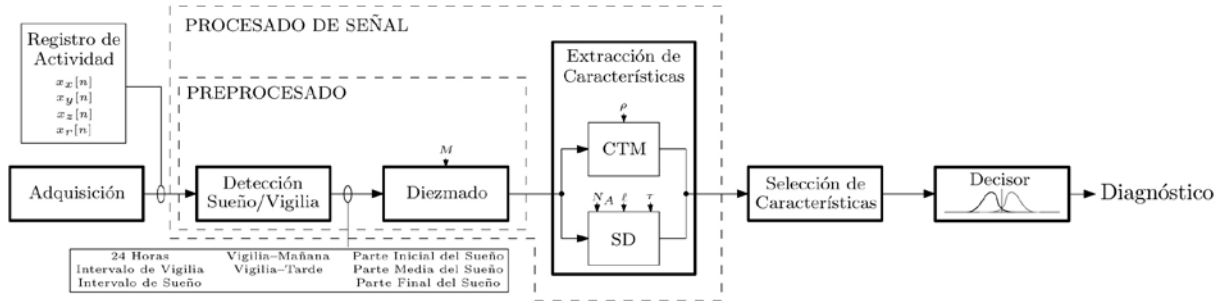 Registro de
Actividad
x_x[n]
x_y[n]
x_z[n]
x_r[n]
PROCESADO DE SEÑAL
PREPROCESADO
Extracción de
Características
ρ
CTM
M
N_A ℓ τ
SD
Adquisición
Detección
Sueño/Vigilia
Diezmado
Selección de
Características
Decisor
Diagnóstico
24 Horas Vigilia–Mañana Parte Inicial del Sueño
Intervalo de Vigilia Vigilia–Tarde Parte Media del Sueño
Intervalo de Sueño Parte Final del Sueño